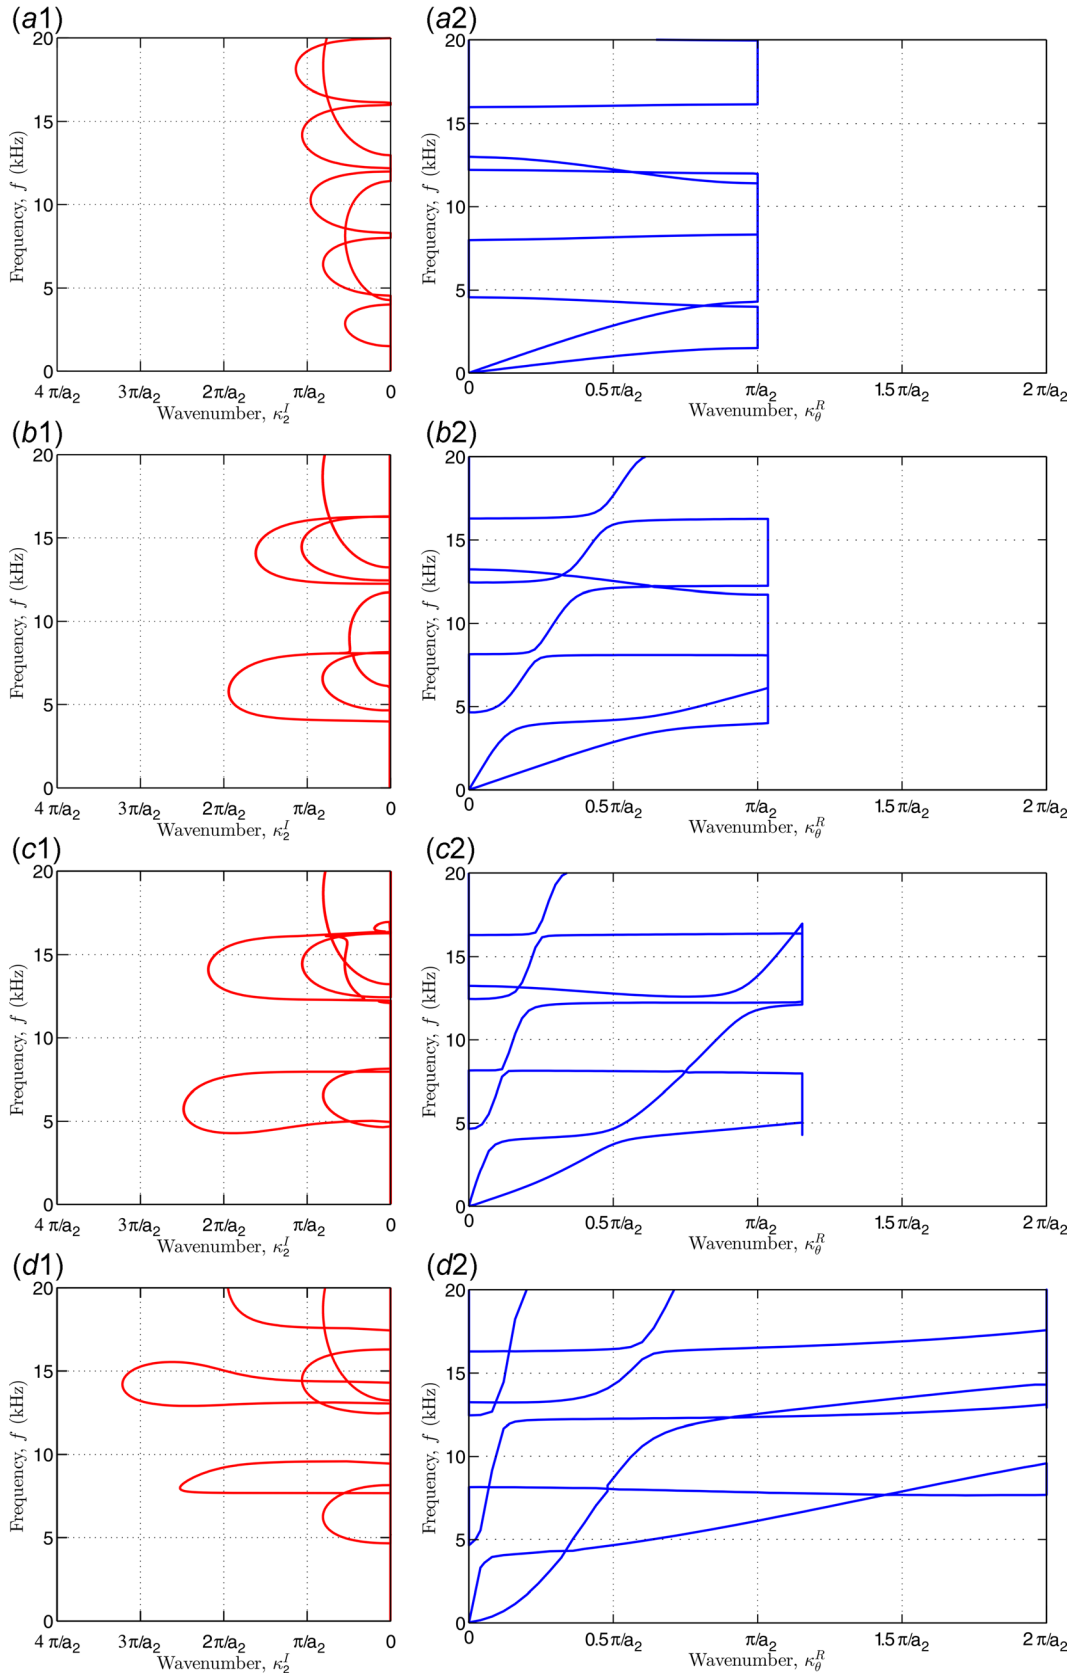 (a1)
20
15
10
5
0
Frequency, f (kHz)
4 π/a2 3π/a2 2π/a2 π/a2 0
Wavenumber, κ₂ᴵ
(a2)
20
15
10
5
0
Frequency, f (kHz)
0 0.5π/a2 π/a2 1.5π/a2 2 π/a2
Wavenumber, κθᴿ
(b1)
20
15
10
5
0
Frequency, f (kHz)
4 π/a2 3π/a2 2π/a2 π/a2 0
Wavenumber, κ₂ᴵ
(b2)
20
15
10
5
0
Frequency, f (kHz)
0 0.5π/a2 π/a2 1.5π/a2 2 π/a2
Wavenumber, κθᴿ
(c1)
20
15
10
5
0
Frequency, f (kHz)
4 π/a2 3π/a2 2π/a2 π/a2 0
Wavenumber, κ₂ᴵ
(c2)
20
15
10
5
0
Frequency, f (kHz)
0 0.5π/a2 π/a2 1.5π/a2 2 π/a2
Wavenumber, κθᴿ
(d1)
20
15
10
5
0
Frequency, f (kHz)
4 π/a2 3π/a2 2π/a2 π/a2 0
Wavenumber, κ₂ᴵ
(d2)
20
15
10
5
0
Frequency, f (kHz)
0 0.5π/a2 π/a2 1.5π/a2 2 π/a2
Wavenumber, κθᴿ